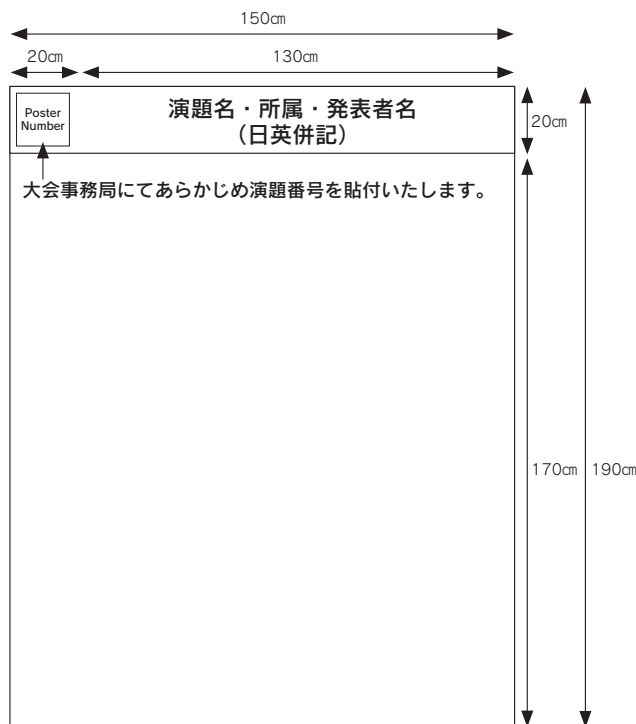 150㎝
20㎝
130㎝
Poster
Number
演題名・所属・発表者名
（日英併記）
20㎝
大会事務局にてあらかじめ演題番号を貼付いたします。
170㎝
190㎝